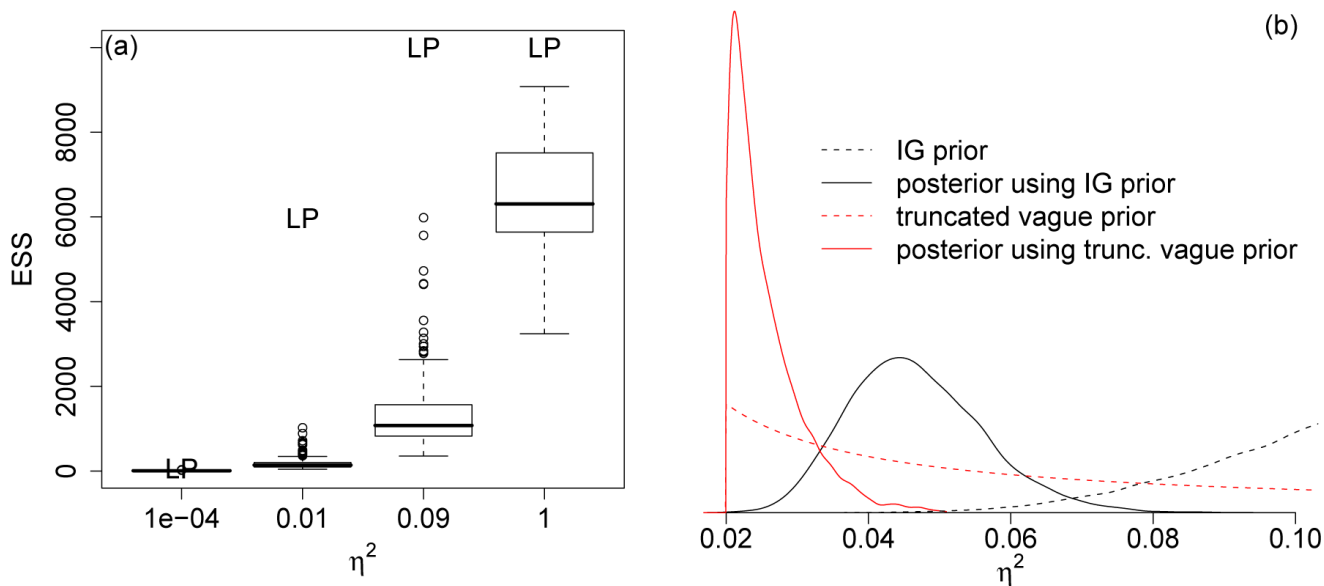 (a)
LP
LP
LP
LP
ESS
0
2000
4000
6000
8000
1e−04
0.01
0.09
1
η²
(b)
IG prior
posterior using IG prior
truncated vague prior
posterior using trunc. vague prior
0.02
0.04
0.06
0.08
0.10
η²